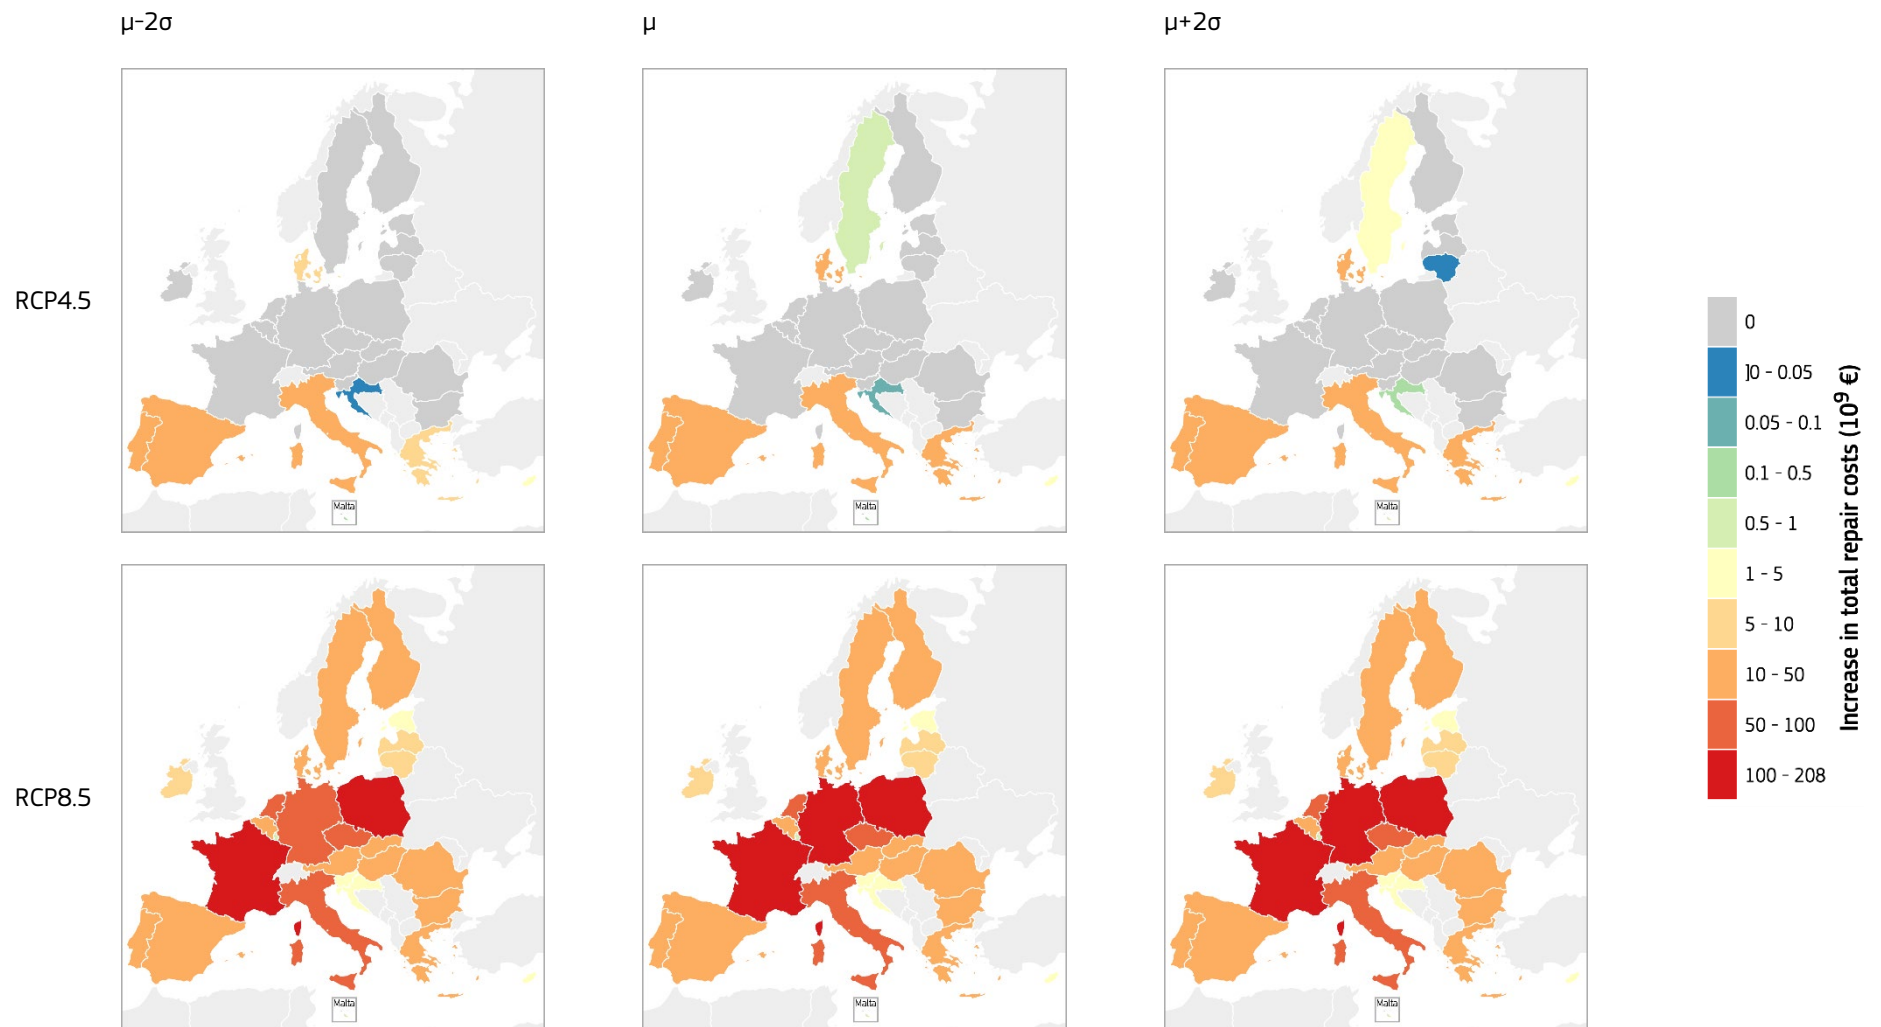 μ-2σ
μ
μ+2σ
RCP4.5
Malta
Malta
Malta
RCP8.5
Malta
Malta
Malta
0
]0 - 0.05
0.05 - 0.1
0.1 - 0.5
0.5 - 1
1 - 5
5 - 10
10 - 50
50 - 100
100 - 208
Increase in total repair costs (10⁹ €)